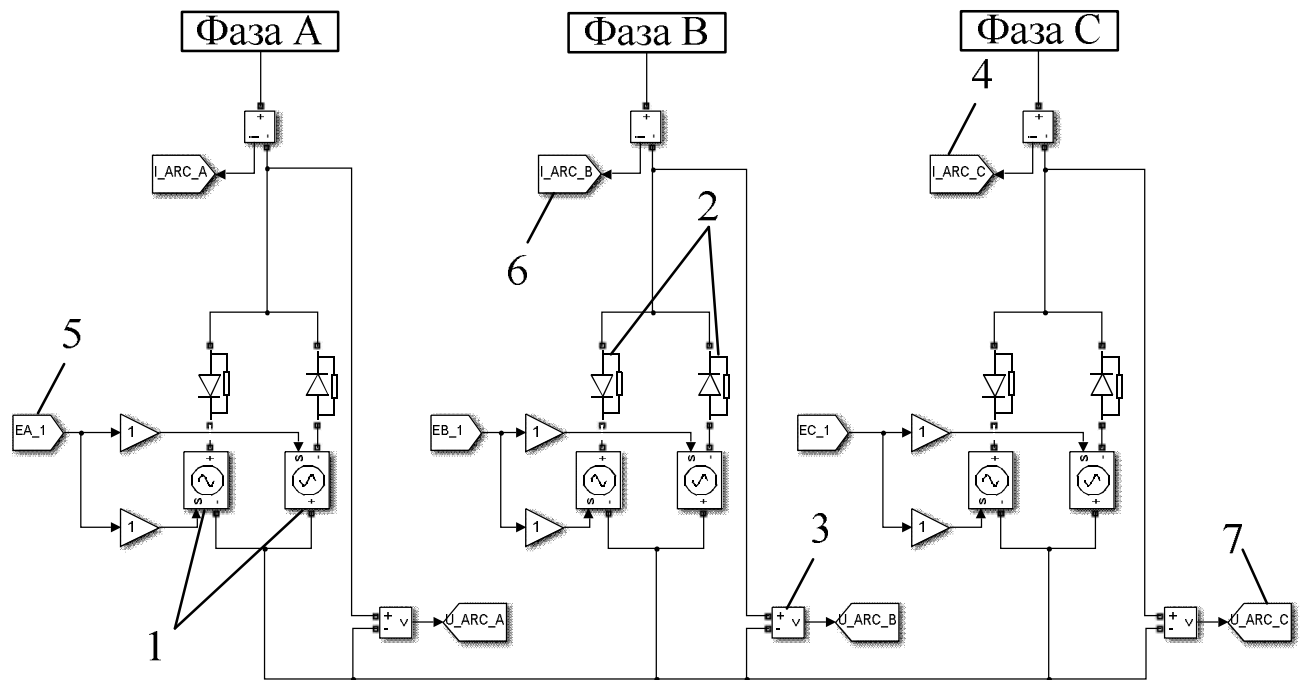 Фаза A Фаза B Фаза C
4
+ + +
i - i - i -
I_ARC_A I_ARC_B I_ARC_C
2
6
5
EA_1 1 EB_1 1 EC_1 1
+ s - + s - + s -
s - + s - + s - +
1 1 1
3 7
+ - v U_ARC_A + - v U_ARC_B + - v U_ARC_C
1